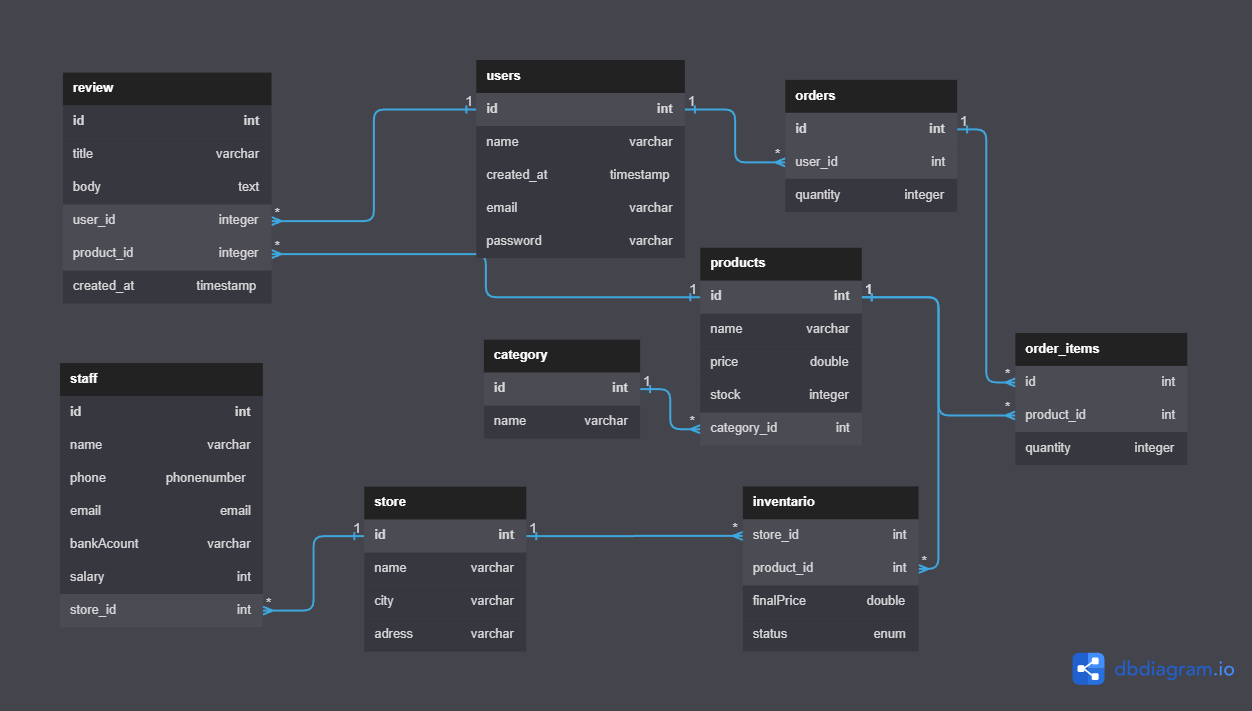 review
id int
title varchar
body text
user_id integer
product_id integer
created_at timestamp
users
id int
name varchar
created_at timestamp
email varchar
password varchar
orders
id int
user_id int
quantity integer
products
id int
name varchar
price double
stock integer
category_id int
category
id int
name varchar
order_items
id int
product_id int
quantity integer
staff
id int
name varchar
phone phonenumber
email email
bankAcount varchar
salary int
store_id int
store
id int
name varchar
city varchar
adress varchar
inventario
store_id int
product_id int
finalPrice double
status enum
1
*
1
*
1
*
1
*
1
*
1
*
*
1
*
1
*
dbdiagram.io